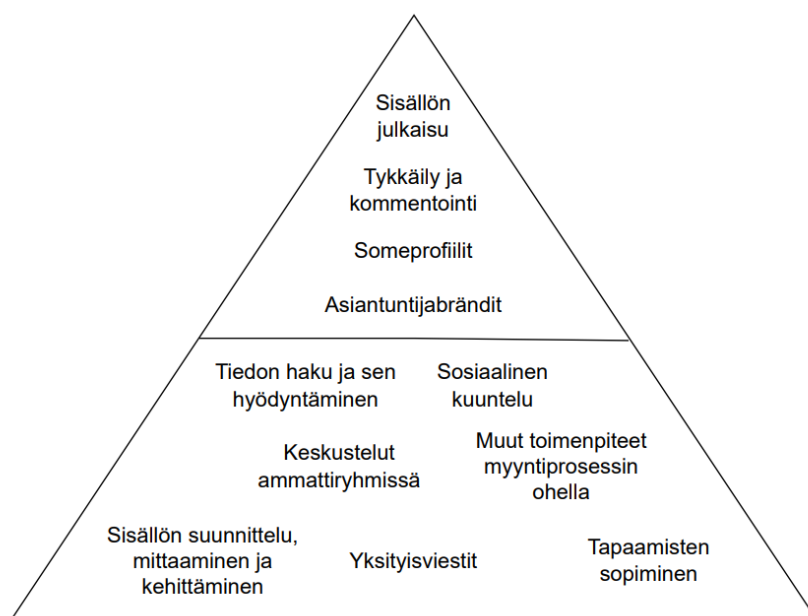 Sisällön
julkaisu
Tykkäily ja
kommentointi
Someprofiilit
Asiantuntijabrändit
Tiedon haku ja sen
hyödyntäminen
Sosiaalinen
kuuntelu
Keskustelut
ammattiryhmissä
Muut toimenpiteet
myyntiprosessin
ohella
Sisällön suunnittelu,
mittaaminen ja
kehittäminen
Yksityisviestit
Tapaamisten
sopiminen